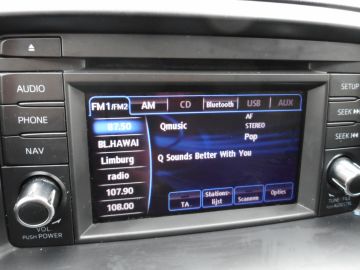 AUDIO
PHONE
NAV
VOL
PUSH POWER
FM1/FM2 AM CD Bluetooth USB AUX
87.50
BL.HAWAI
Limburg
radio
107.90
108.00
Qmusic
AF
STEREO
Pop
Q Sounds Better With You
TA
Stations-
lijst
Scannen
Opties
SETUP
SEEK
SEEK
TUNE FILE